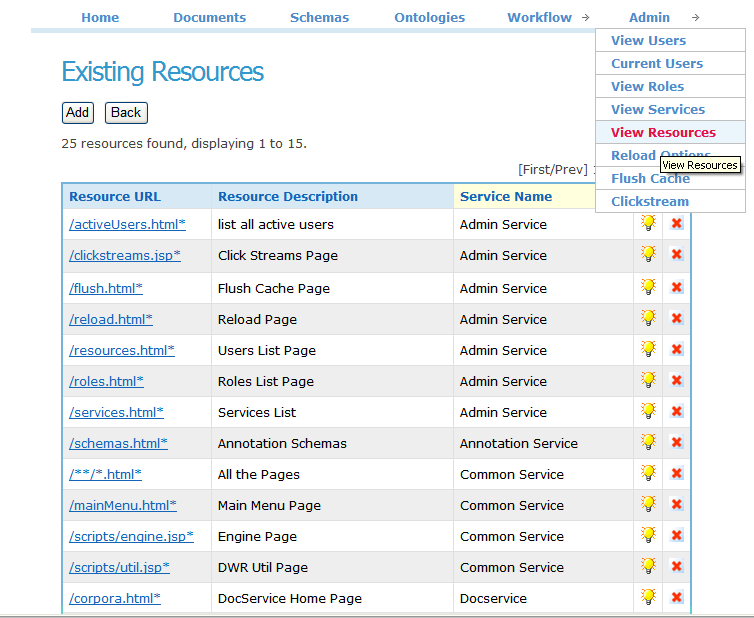 Home Documents Schemas Ontologies Workflow → Admin →
View Users
Current Users
View Roles
View Services
View Resources
Reload Options
View Resources
Flush Cache
Clickstream
Existing Resources
Add Back
25 resources found, displaying 1 to 15.
[First/Prev]
Resource URL Resource Description Service Name
/activeUsers.html* list all active users Admin Service
/clickstreams.jsp* Click Streams Page Admin Service
/flush.html* Flush Cache Page Admin Service
/reload.html* Reload Page Admin Service
/resources.html* Users List Page Admin Service
/roles.html* Roles List Page Admin Service
/services.html* Services List Admin Service
/schemas.html* Annotation Schemas Annotation Service
/**/*.html* All the Pages Common Service
/mainMenu.html* Main Menu Page Common Service
/scripts/engine.jsp* Engine Page Common Service
/scripts/util.jsp* DWR Util Page Common Service
/corpora.html* DocService Home Page Docservice